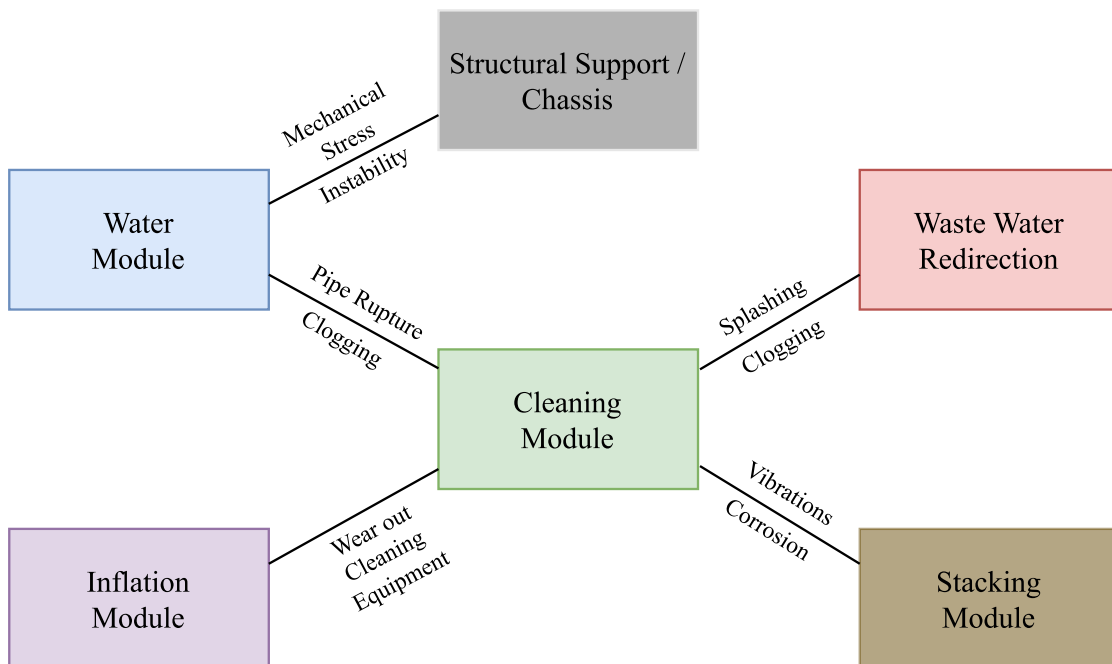 Structural Support /
Chassis
Mechanical
Stress
Instability
Water
Module
Waste Water
Redirection
Pipe Rupture
Clogging
Splashing
Clogging
Cleaning
Module
Vibrations
Corrosion
Wear out
Cleaning
Equipment
Inflation
Module
Stacking
Module